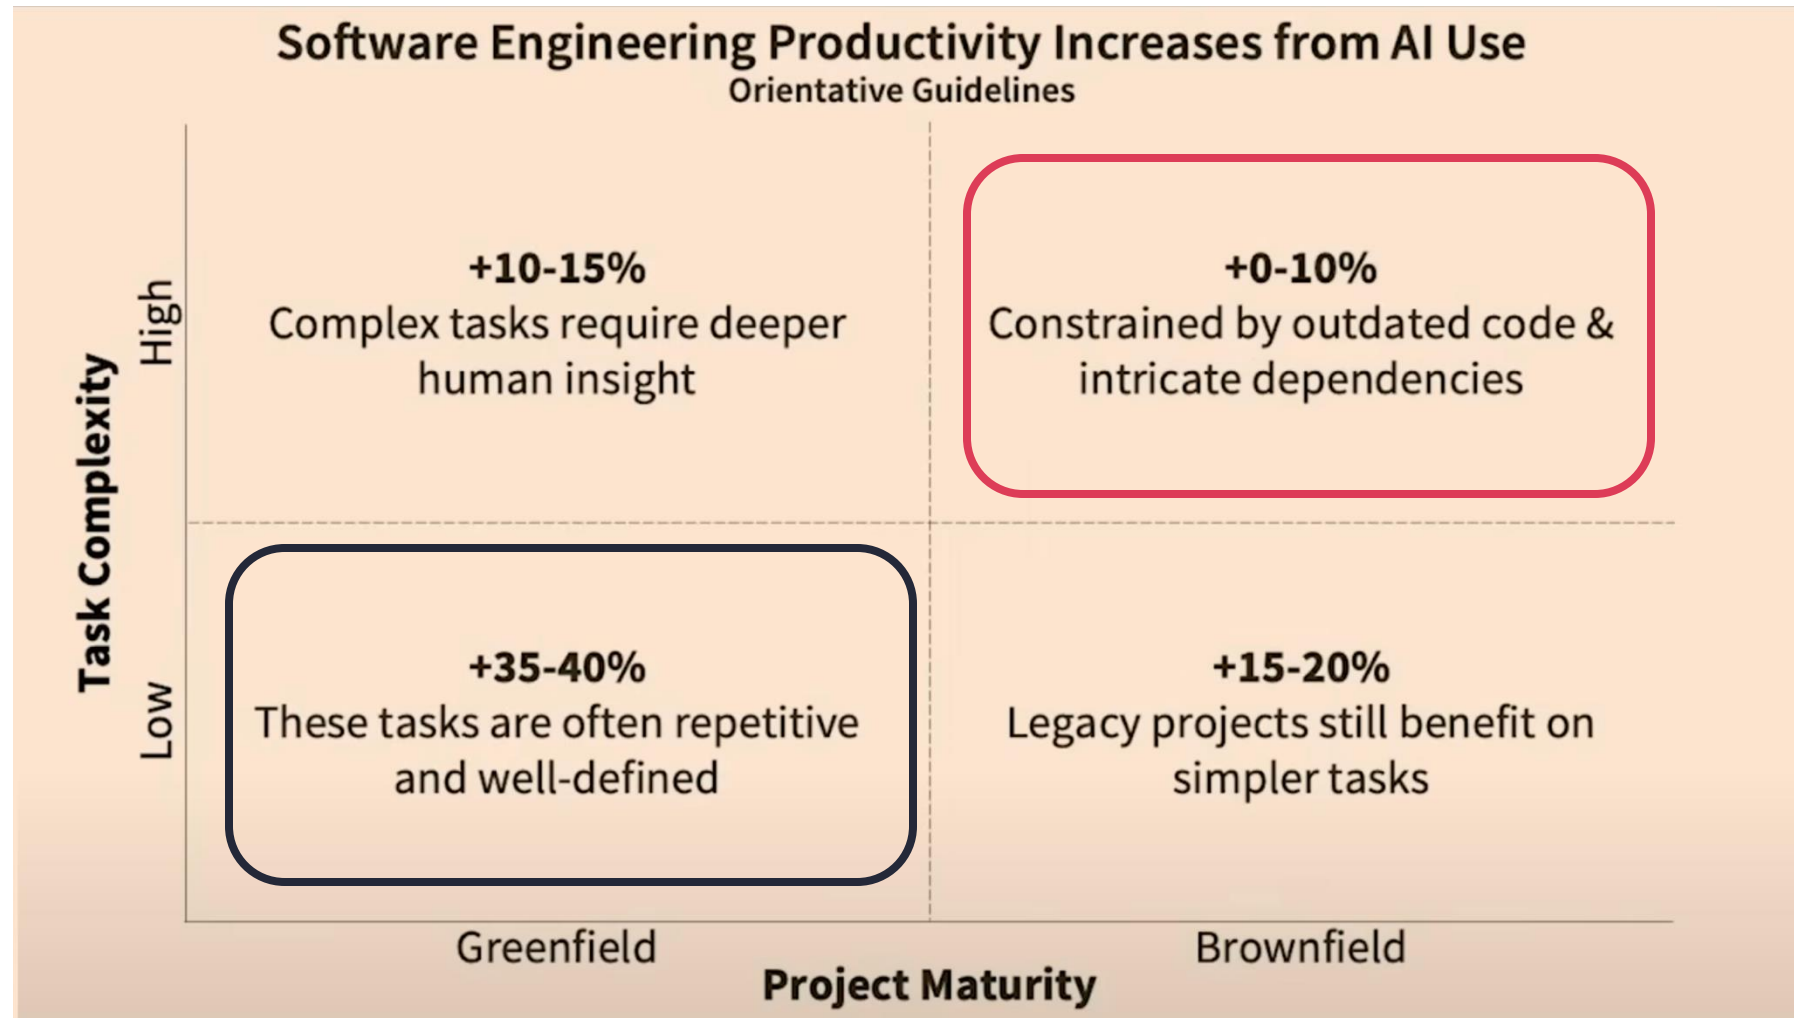 Software Engineering Productivity Increases from AI Use
Orientative Guidelines
Task Complexity
High
+10-15%
Complex tasks require deeper
human insight
+0-10%
Constrained by outdated code &
intricate dependencies
Low
+35-40%
These tasks are often repetitive
and well-defined
+15-20%
Legacy projects still benefit on
simpler tasks
Greenfield
Brownfield
Project Maturity